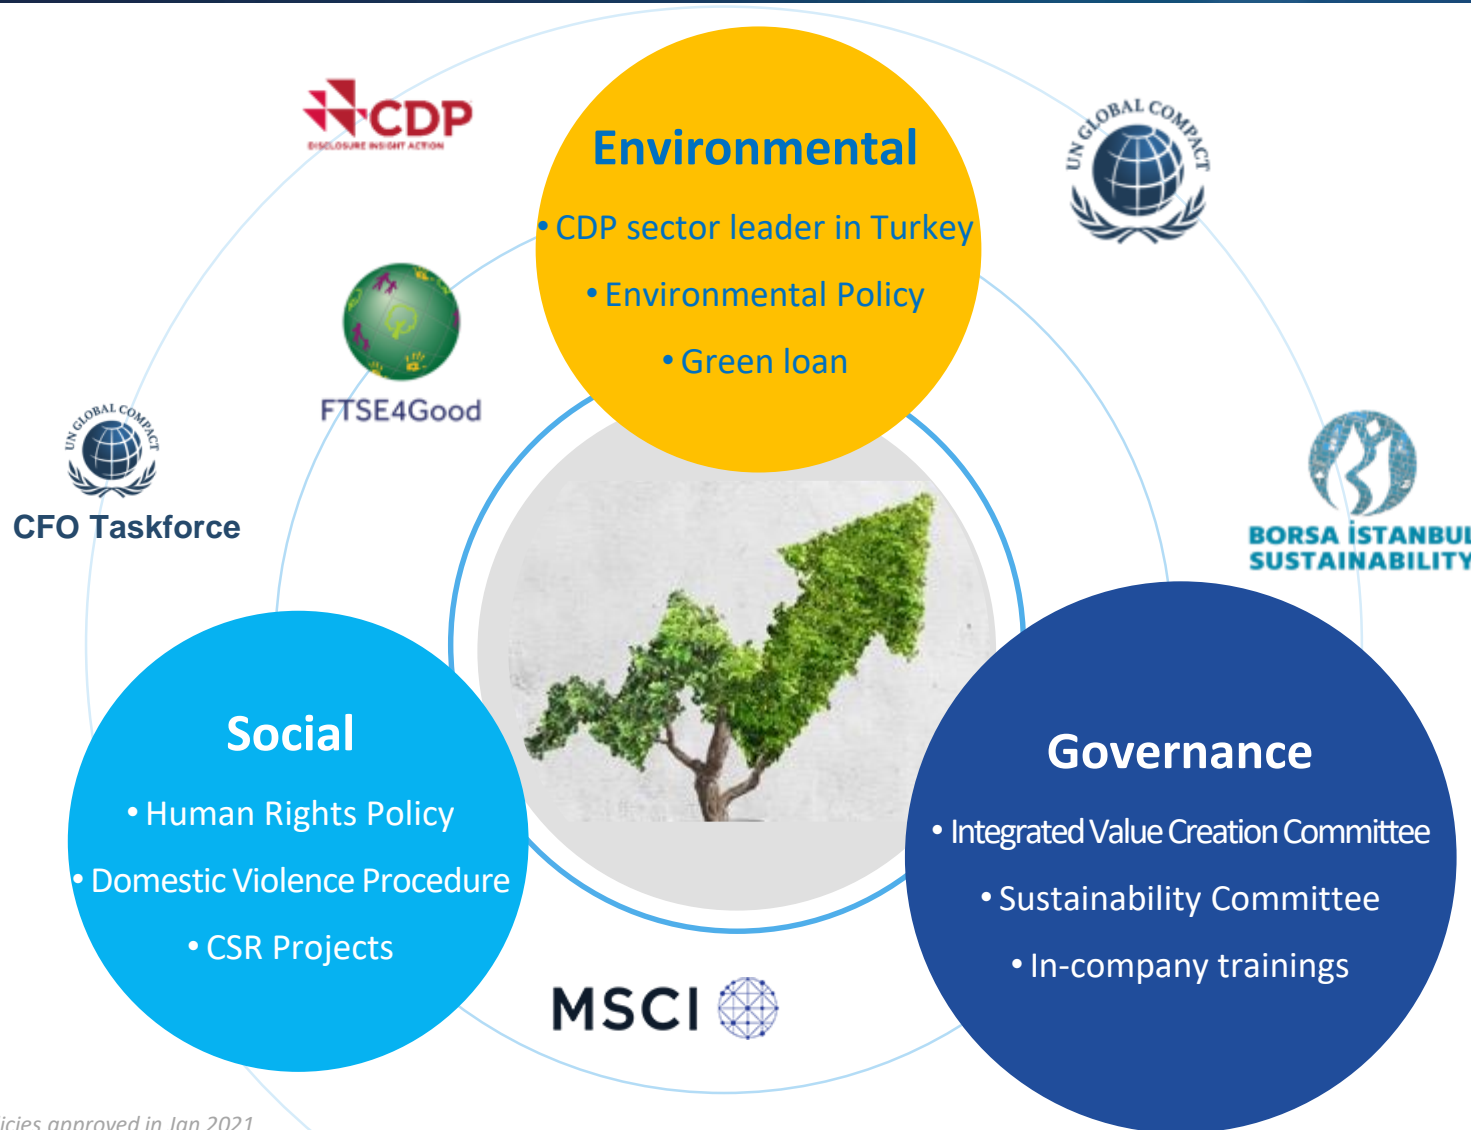 CDP
DISCLOSURE INSIGHT ACTION
UN GLOBAL COMPACT
Environmental
• CDP sector leader in Turkey
• Environmental Policy
• Green loan
FTSE4Good
UN GLOBAL COMPACT
CFO Taskforce
BORSA İSTANBUL
SUSTAINABILITY
Social
• Human Rights Policy
• Domestic Violence Procedure
• CSR Projects
Governance
• Integrated Value Creation Committee
• Sustainability Committee
• In-company trainings
MSCI
approved in Jan 2021